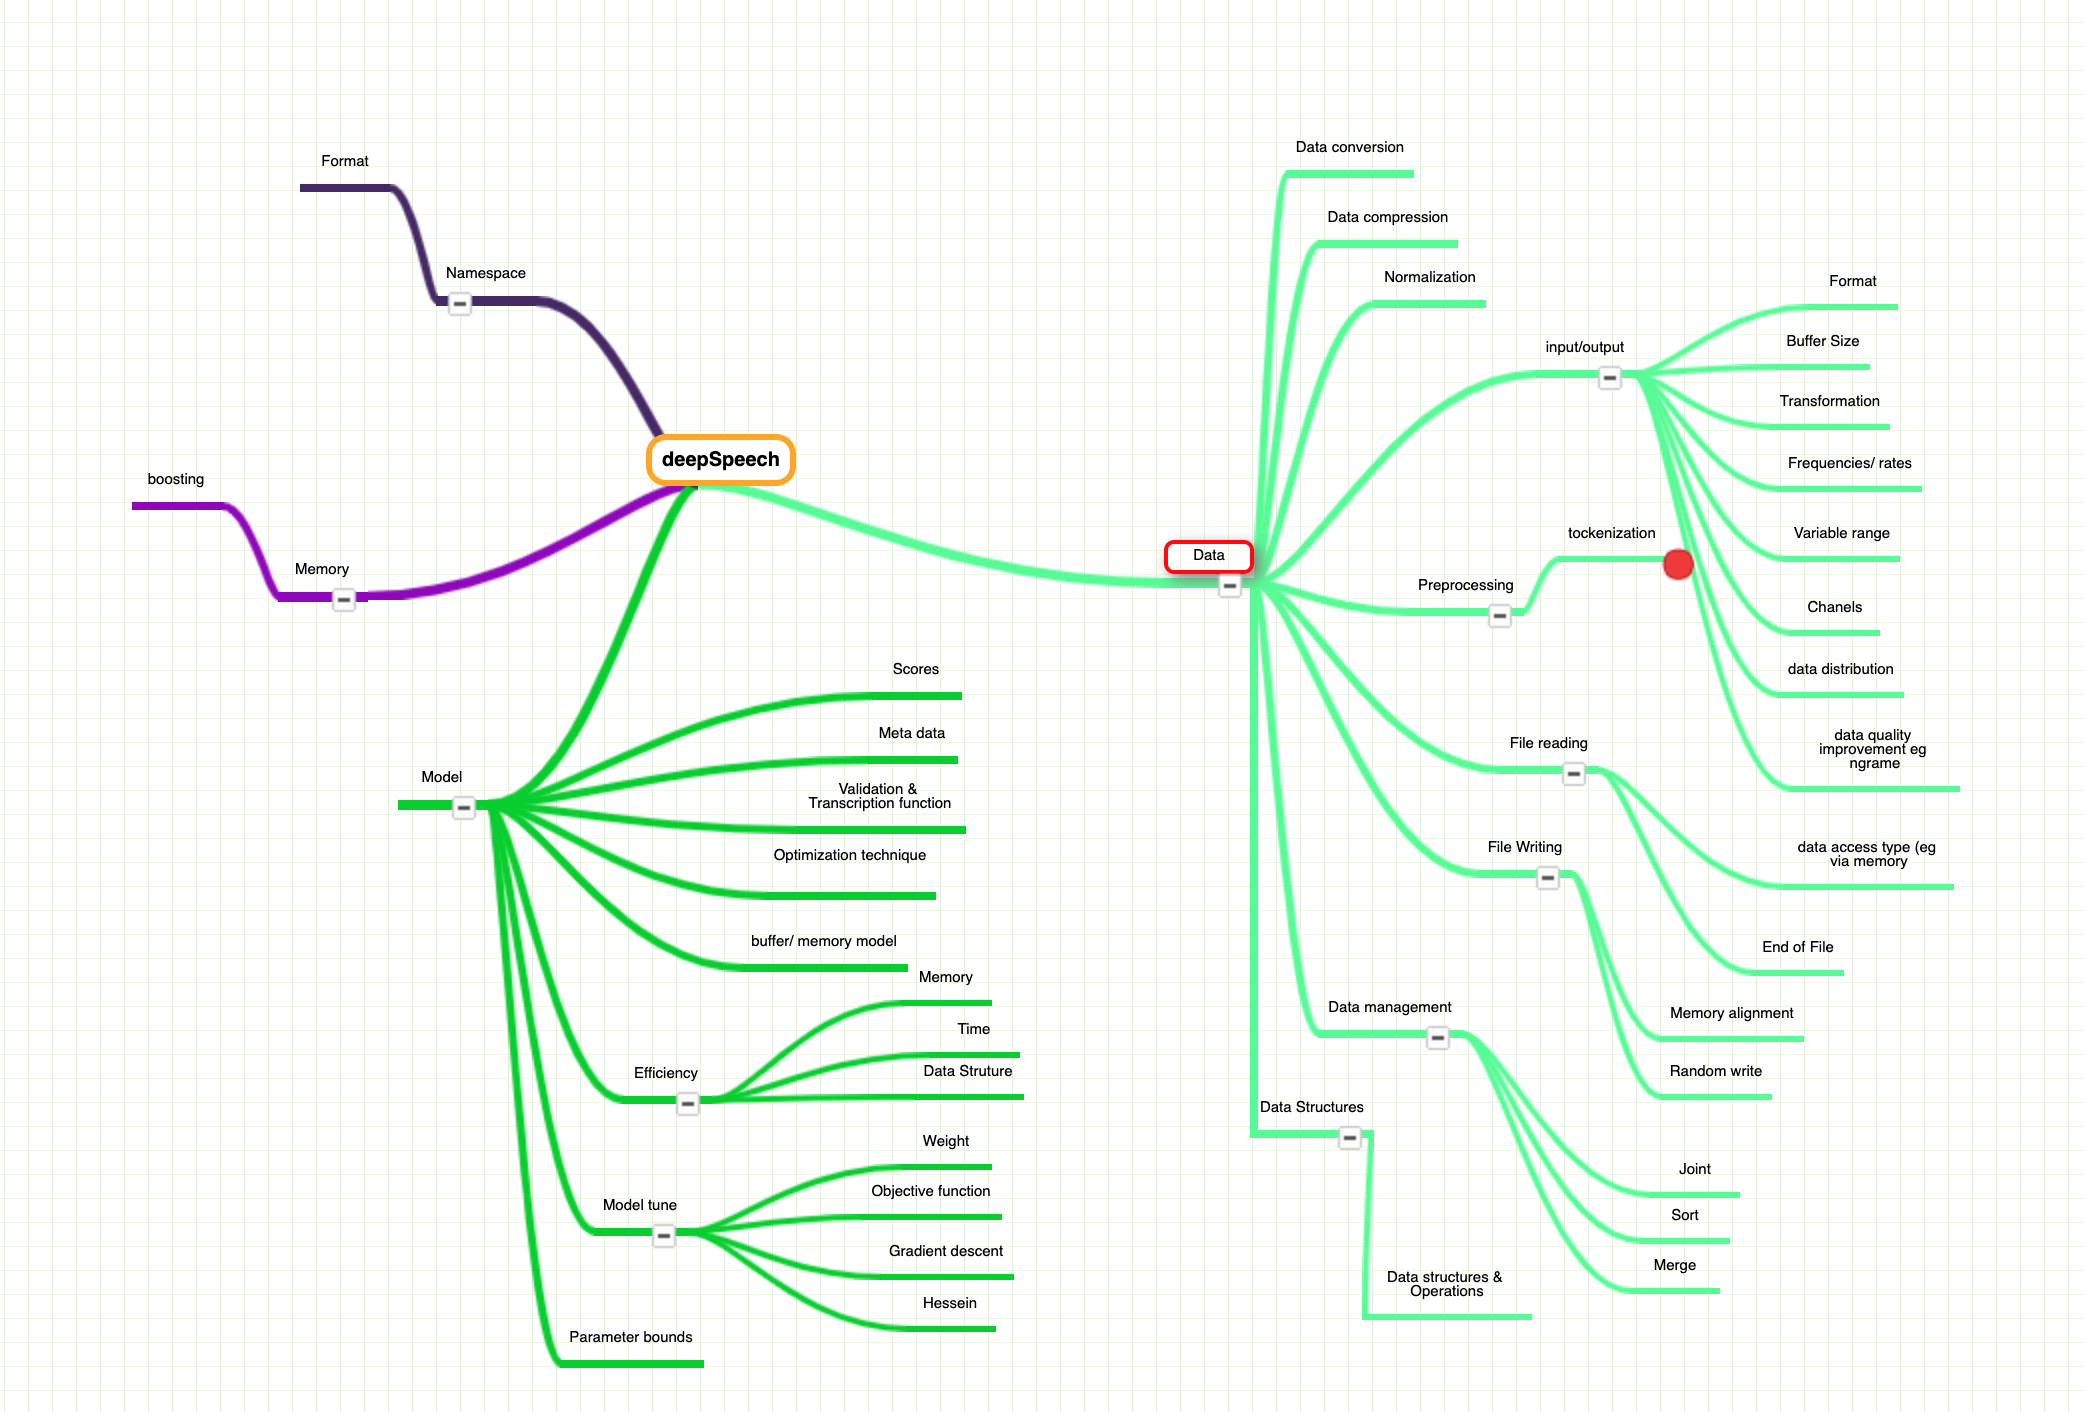 Format
Namespace
deepSpeech
boosting
Memory
Model
Scores
Meta data
Validation &
Transcription function
Optimization technique
buffer/ memory model
Efficiency
Memory
Time
Data Struture
Model tune
Weight
Objective function
Gradient descent
Hessein
Parameter bounds
Data
Data conversion
Data compression
Normalization
input/output
Format
Buffer Size
Transformation
Frequencies/ rates
Variable range
Chanels
data distribution
data quality
improvement eg
ngrame
Preprocessing
tockenization
File reading
data access type (eg
via memory
End of File
File Writing
Memory alignment
Random write
Data management
Joint
Sort
Merge
Data Structures
Data structures &
Operations